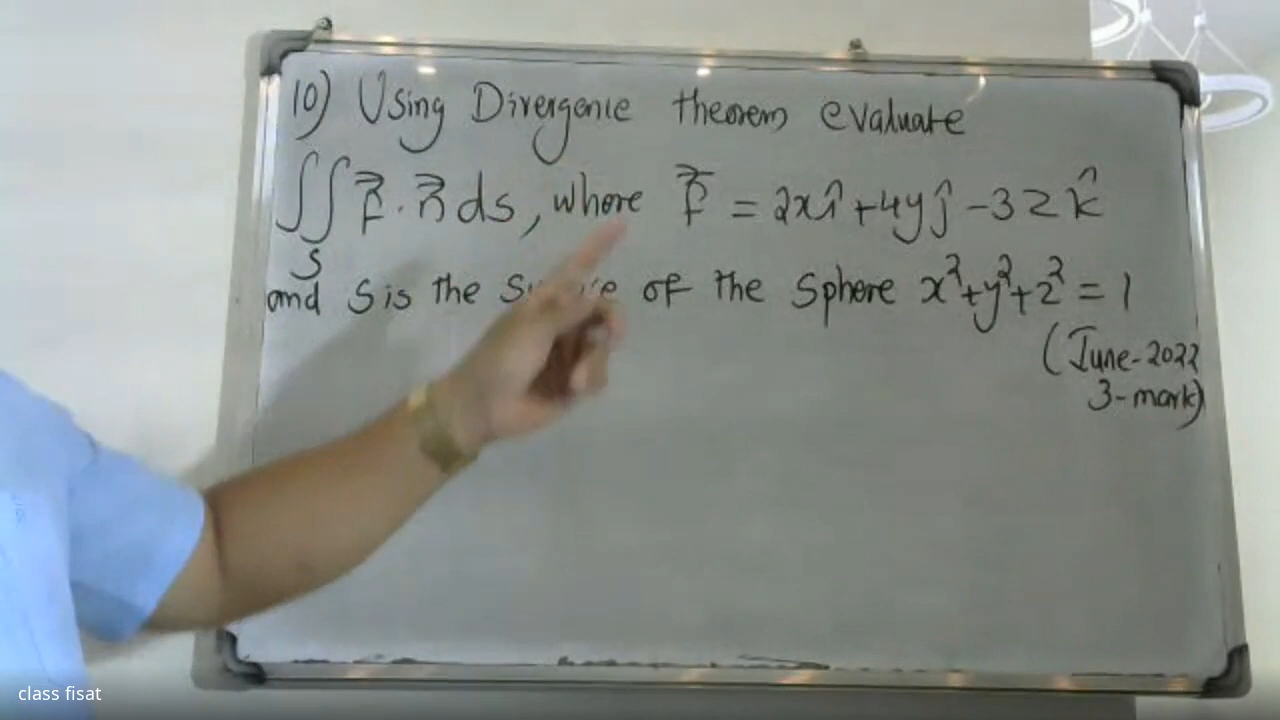 10) Using Divergence theorem evaluate
∬_S F⃗ . n⃗ ds, where F⃗ = 2xî + 4yĵ - 3zk̂
and S is the of the Sphere x²+y²+z² = 1
(June-2022
3-mark)
class fisat